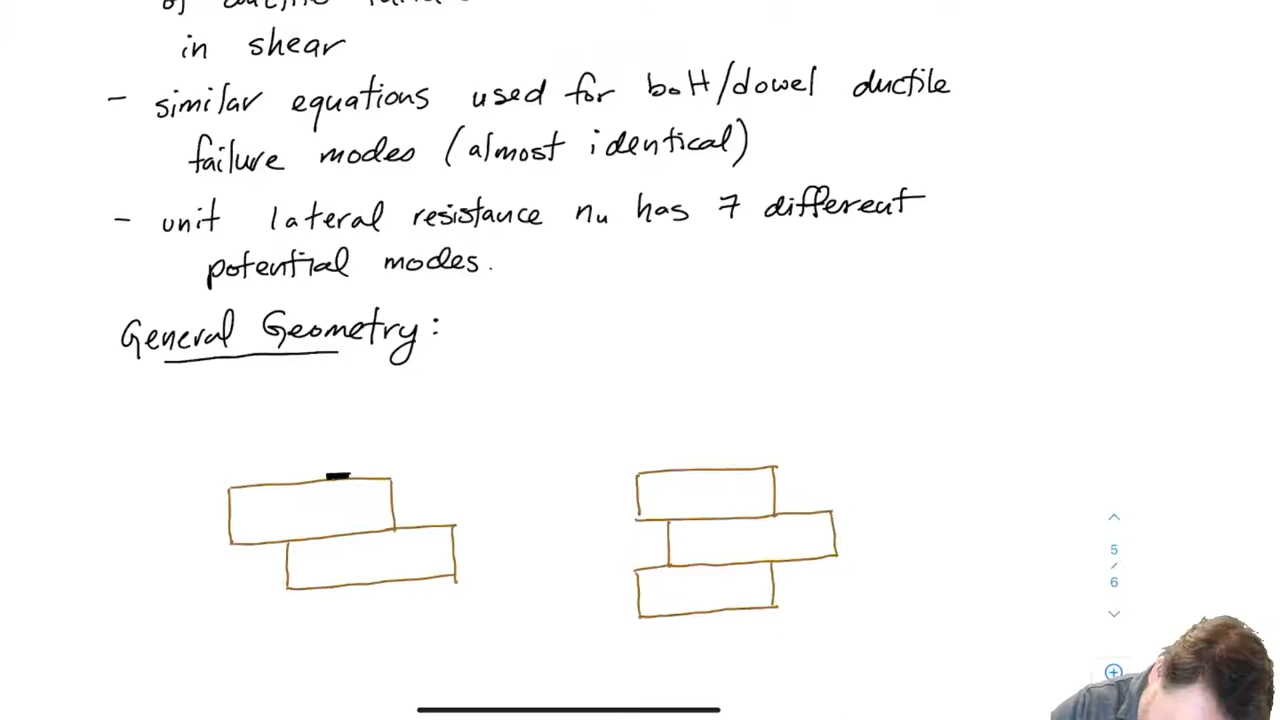 in shear
- similar equations used for bolt/dowel ductile
failure modes (almost identical)
- unit lateral resistance nu has 7 different
potential modes.
General Geometry:
5
/
6